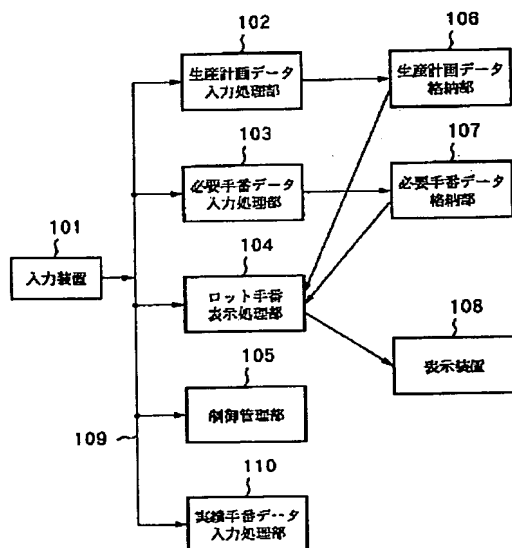 102
生産計画データ
入力処理部
106
生産計画データ
格納部
103
必要手番データ
入力処理部
107
必要手番データ
格納部
101
入力装置
104
ロット手番
表示処理部
108
表示装置
105
制御管理部
109
110
実績手番データ
入力処理部